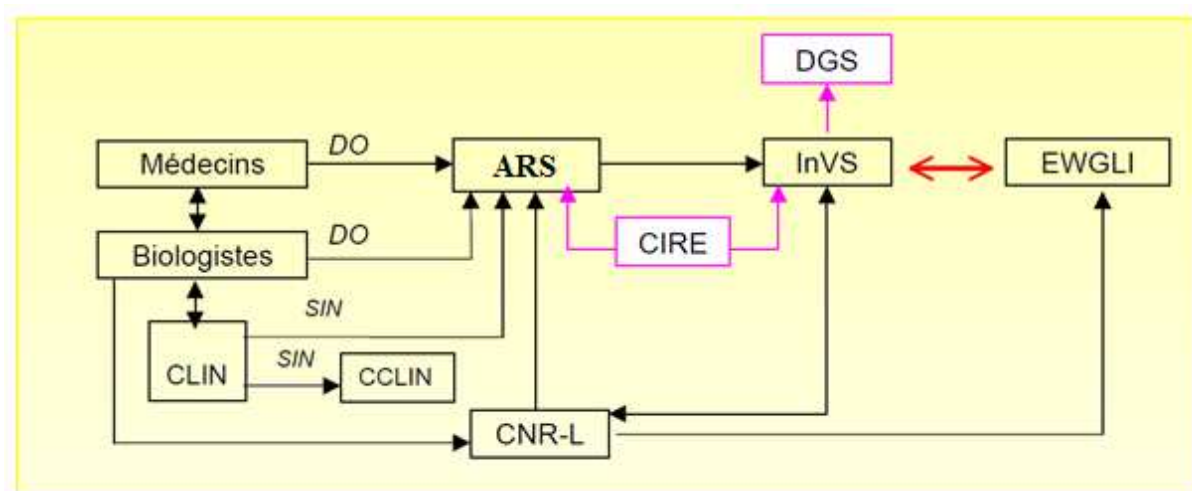 DGS
Médecins
DO
ARS
InVS
EWGLI
Biologistes
DO
CIRE
SIN
CLIN
SIN
CCLIN
CNR-L